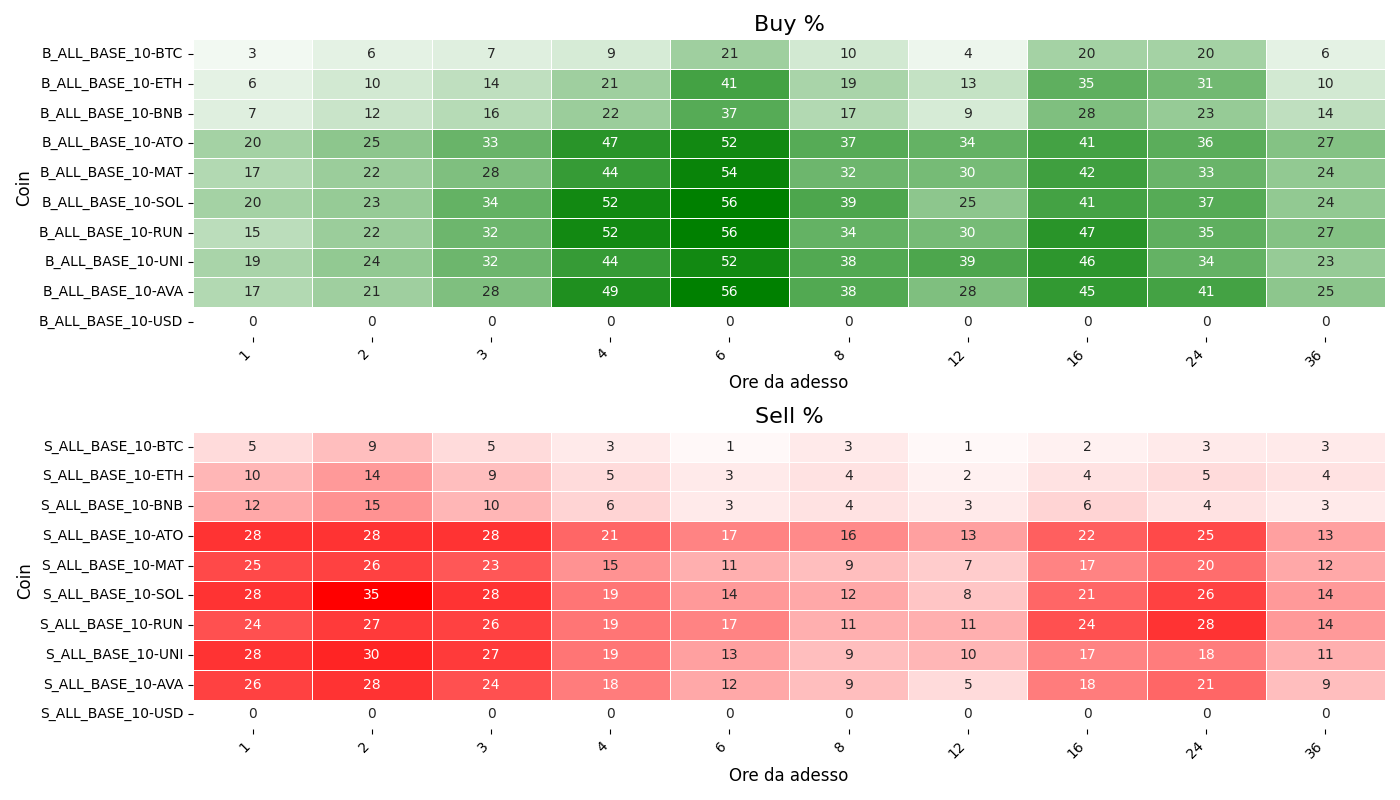 Buy %
Coin
B_ALL_BASE_10-BTC 3 6 7 9 21 10 4 20 20 6
B_ALL_BASE_10-ETH 6 10 14 21 41 19 13 35 31 10
B_ALL_BASE_10-BNB 7 12 16 22 37 17 9 28 23 14
B_ALL_BASE_10-ATO 20 25 33 47 52 37 34 41 36 27
B_ALL_BASE_10-MAT 17 22 28 44 54 32 30 42 33 24
B_ALL_BASE_10-SOL 20 23 34 52 56 39 25 41 37 24
B_ALL_BASE_10-RUN 15 22 32 52 56 34 30 47 35 27
B_ALL_BASE_10-UNI 19 24 32 44 52 38 39 46 34 23
B_ALL_BASE_10-AVA 17 21 28 49 56 38 28 45 41 25
B_ALL_BASE_10-USD 0 0 0 0 0 0 0 0 0 0
1 2 3 4 6 8 12 16 24 36
Ore da adesso
Sell %
Coin
S_ALL_BASE_10-BTC 5 9 5 3 1 3 1 2 3 3
S_ALL_BASE_10-ETH 10 14 9 5 3 4 2 4 5 4
S_ALL_BASE_10-BNB 12 15 10 6 3 4 3 6 4 3
S_ALL_BASE_10-ATO 28 28 28 21 17 16 13 22 25 13
S_ALL_BASE_10-MAT 25 26 23 15 11 9 7 17 20 12
S_ALL_BASE_10-SOL 28 35 28 19 14 12 8 21 26 14
S_ALL_BASE_10-RUN 24 27 26 19 17 11 11 24 28 14
S_ALL_BASE_10-UNI 28 30 27 19 13 9 10 17 18 11
S_ALL_BASE_10-AVA 26 28 24 18 12 9 5 18 21 9
S_ALL_BASE_10-USD 0 0 0 0 0 0 0 0 0 0
1 2 3 4 6 8 12 16 24 36
Ore da adesso